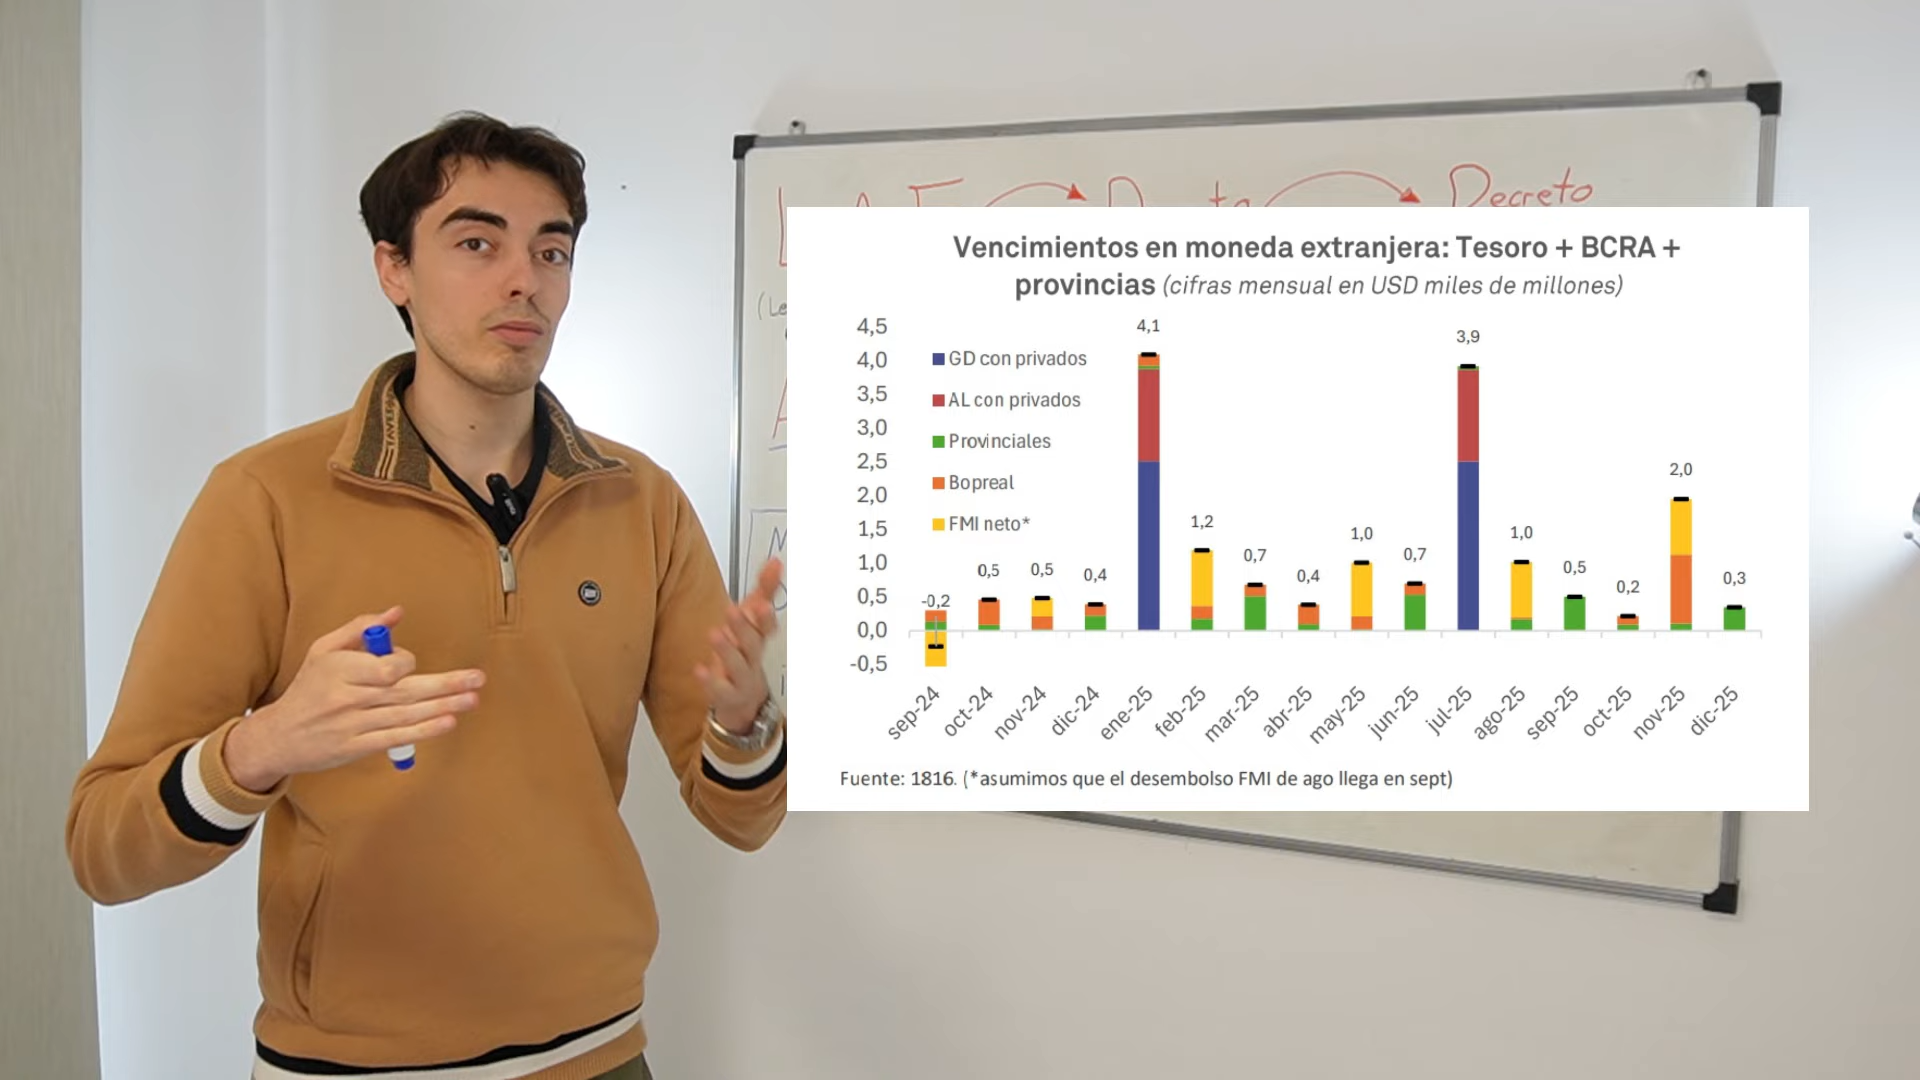 Decreto
Vencimientos en moneda extranjera: Tesoro + BCRA +
provincias (cifras mensual en USD miles de millones)
4,5
4,0
3,5
3,0
2,5
2,0
1,5
1,0
0,5
0,0
-0,5
GD con privados
AL con privados
Provinciales
Bopreal
FMI neto*
-0,2
0,5
0,5
0,4
4,1
1,2
0,7
0,4
1,0
0,7
3,9
1,0
0,5
0,2
2,0
0,3
sep-24
oct-24
nov-24
dic-24
ene-25
feb-25
mar-25
abr-25
may-25
jun-25
jul-25
ago-25
sep-25
oct-25
nov-25
dic-25
Fuente: 1816. (*asumimos que el desembolso FMI de ago llega en sept)